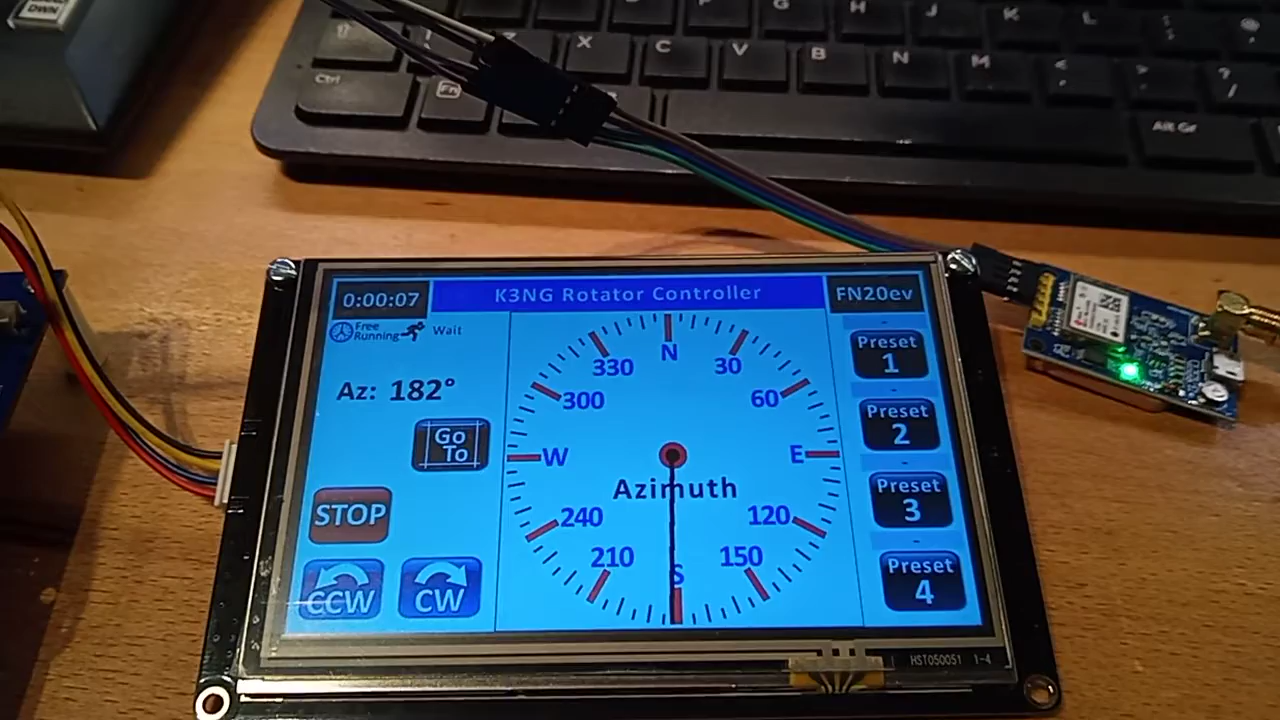 DWN
F
G
H
J
K
L
Z
X
C
V
B
N
M
<
>
?
/
Ctrl
Fn
Alt Gr
0:00:07
K3NG Rotator Controller
FN20ev
Free
Running
Wait
Az: 182°
Go
To
STOP
CCW
CW
N
330
30
300
60
W
E
Azimuth
240
120
210
150
S
Preset
1
Preset
2
Preset
3
Preset
4
HST050051 1-4